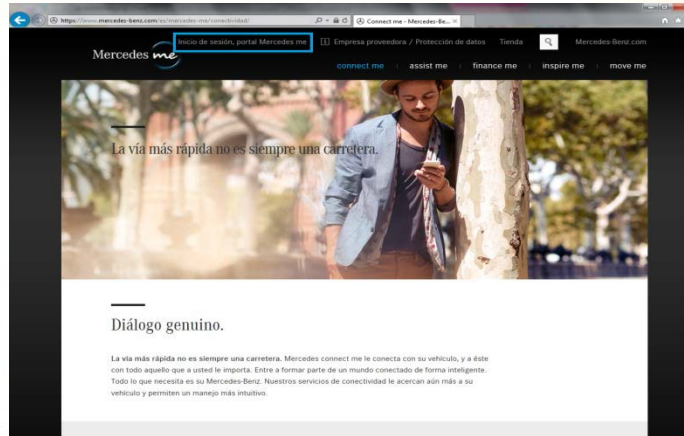 https://www.mercedes-benz.com/es/mercedes-me/conectividad/
Connect me - Mercedes-Be...
Inicio de sesión, portal Mercedes me
Empresa proveedora / Protección de datos
Tienda
Mercedes-Benz.com
Mercedes me
connect me
assist me
finance me
inspire me
move me
La vía más rápida no es siempre una carretera.
Diálogo genuino.
La vía más rápida no es siempre una carretera. Mercedes connect me le conecta con su vehículo, y a éste
con todo aquello que a usted le importa. Entre a formar parte de un mundo conectado de forma inteligente.
Todo lo que necesita es su Mercedes-Benz. Nuestros servicios de conectividad le acercan aún más a su
vehículo y permiten un manejo más intuitivo.